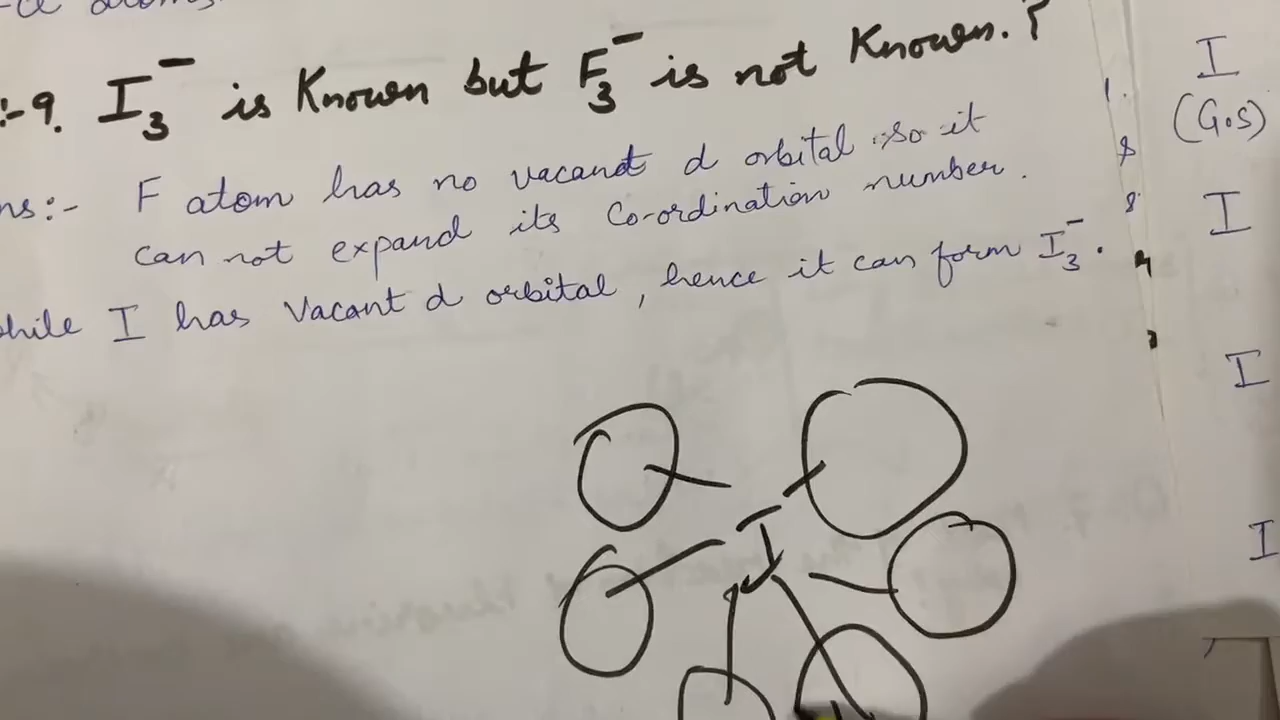 :-9. I₃⁻ is Known but F₃⁻ is not Known.?
ns:- F atom has no vacant d orbital so it
can not expand its Co-ordination number.
while I has Vacant d orbital, hence it can form I₃⁻.
I
(G.S)
I
I
I
I